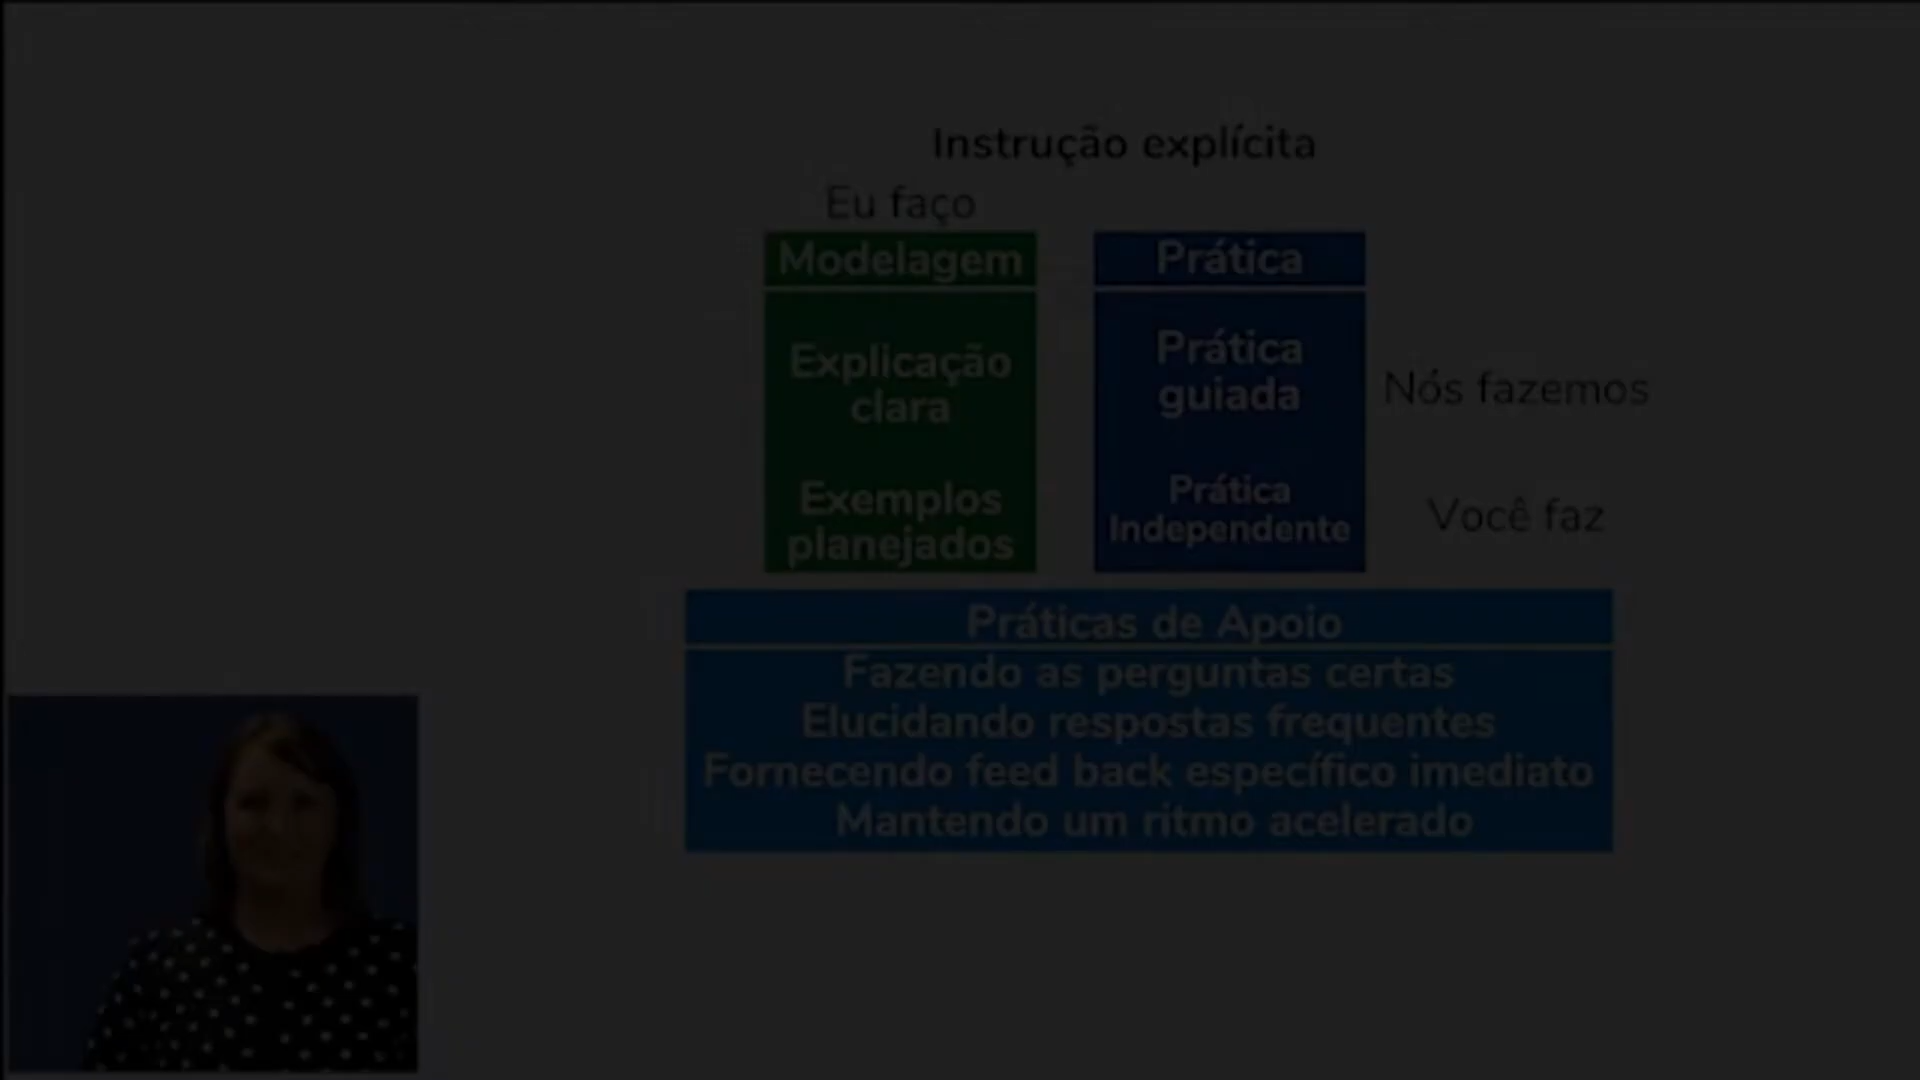 Instrução explícita
Eu faço
Modelagem
Explicação
clara
Exemplos
planejados
Prática
Prática
guiada
Nós fazemos
Prática
Independente
Você faz
Práticas de Apoio
Fazendo as perguntas certas
Elucidando respostas frequentes
Fornecendo feed back específico imediato
Mantendo um ritmo acelerado